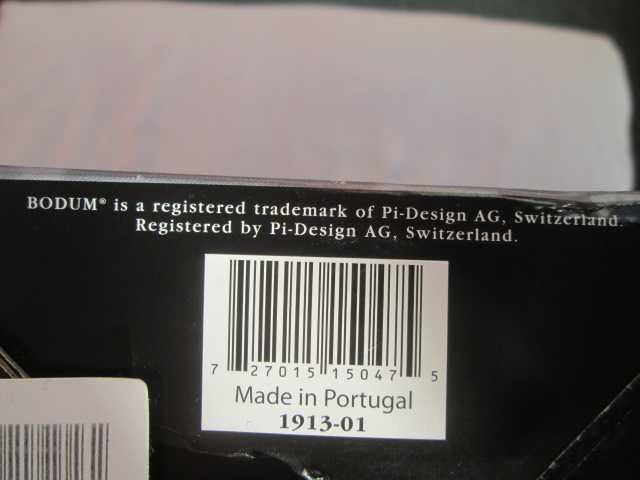 BODUM® is a registered trademark of Pi-Design AG, Switzerland.
Registered by Pi-Design AG, Switzerland.
7 27015 15047 5
Made in Portugal
1913-01